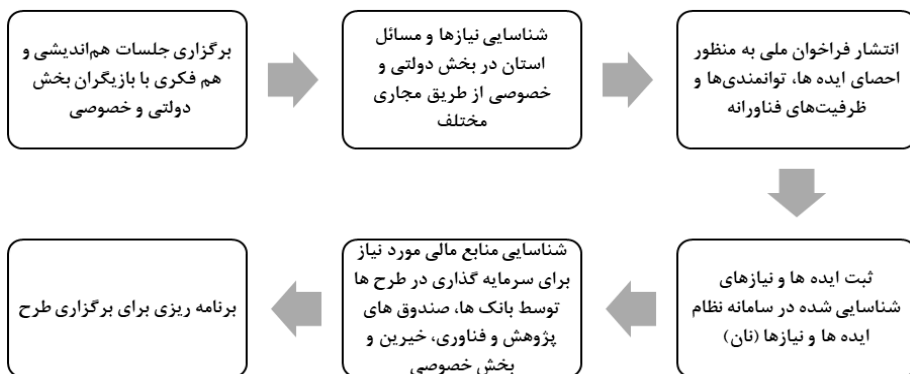 برگزاری جلسات هم‌اندیشی و
هم فکری با بازیگران بخش
دولتی و خصوصی
شناسایی نیازها و مسائل
استان در بخش دولتی و
خصوصی از طریق مجاری
مختلف
انتشار فراخوان ملی به منظور
احصای ایده ها، توانمندی‌ها و
ظرفیت‌های فناورانه
ثبت ایده ها و نیازهای
شناسایی شده در سامانه نظام
ایده ها و نیازها (نان)
شناسایی منابع مالی مورد نیاز
برای سرمایه گذاری در طرح ها
توسط بانک ها، صندوق های
پژوهش و فناوری، خیرین و
بخش خصوصی
برنامه ریزی برای برگزاری طرح